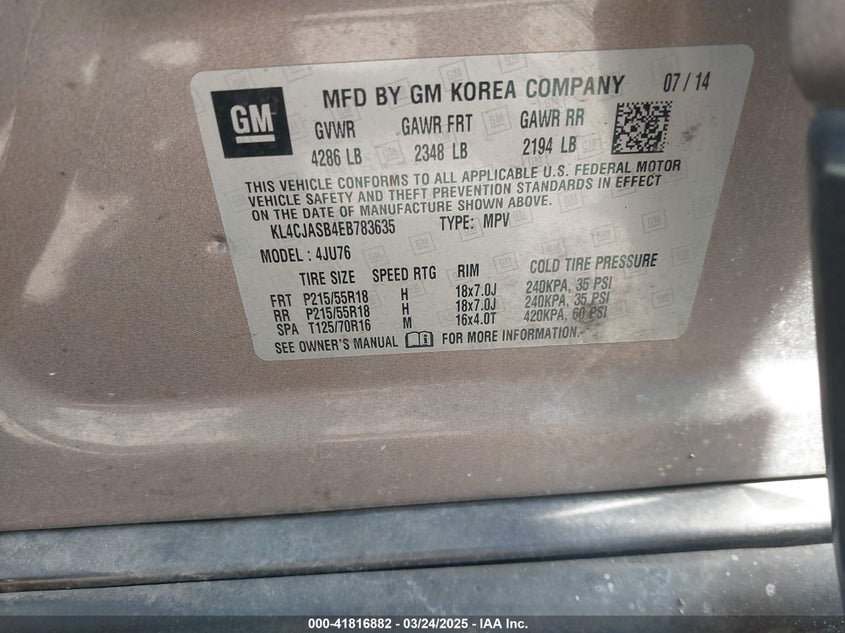 GM
MFD BY GM KOREA COMPANY 07 / 14
GVWR GAWR FRT GAWR RR
4286 LB 2348 LB 2194 LB
THIS VEHICLE CONFORMS TO ALL APPLICABLE U.S. FEDERAL MOTOR
VEHICLE SAFETY AND THEFT PREVENTION STANDARDS IN EFFECT
ON THE DATE OF MANUFACTURE SHOWN ABOVE.
KL4CJASB4EB783635 TYPE: MPV
MODEL : 4JU76
TIRE SIZE SPEED RTG RIM COLD TIRE PRESSURE
FRT P215/55R18 H 18x7.0J 240KPA, 35 PSI
RR P215/55R18 H 18x7.0J 240KPA, 35 PSI
SPA T125/70R16 M 16x4.0T 420KPA, 60 PSI
SEE OWNER'S MANUAL FOR MORE INFORMATION.
000-41816882 - 03/24/2025 - IAA Inc.